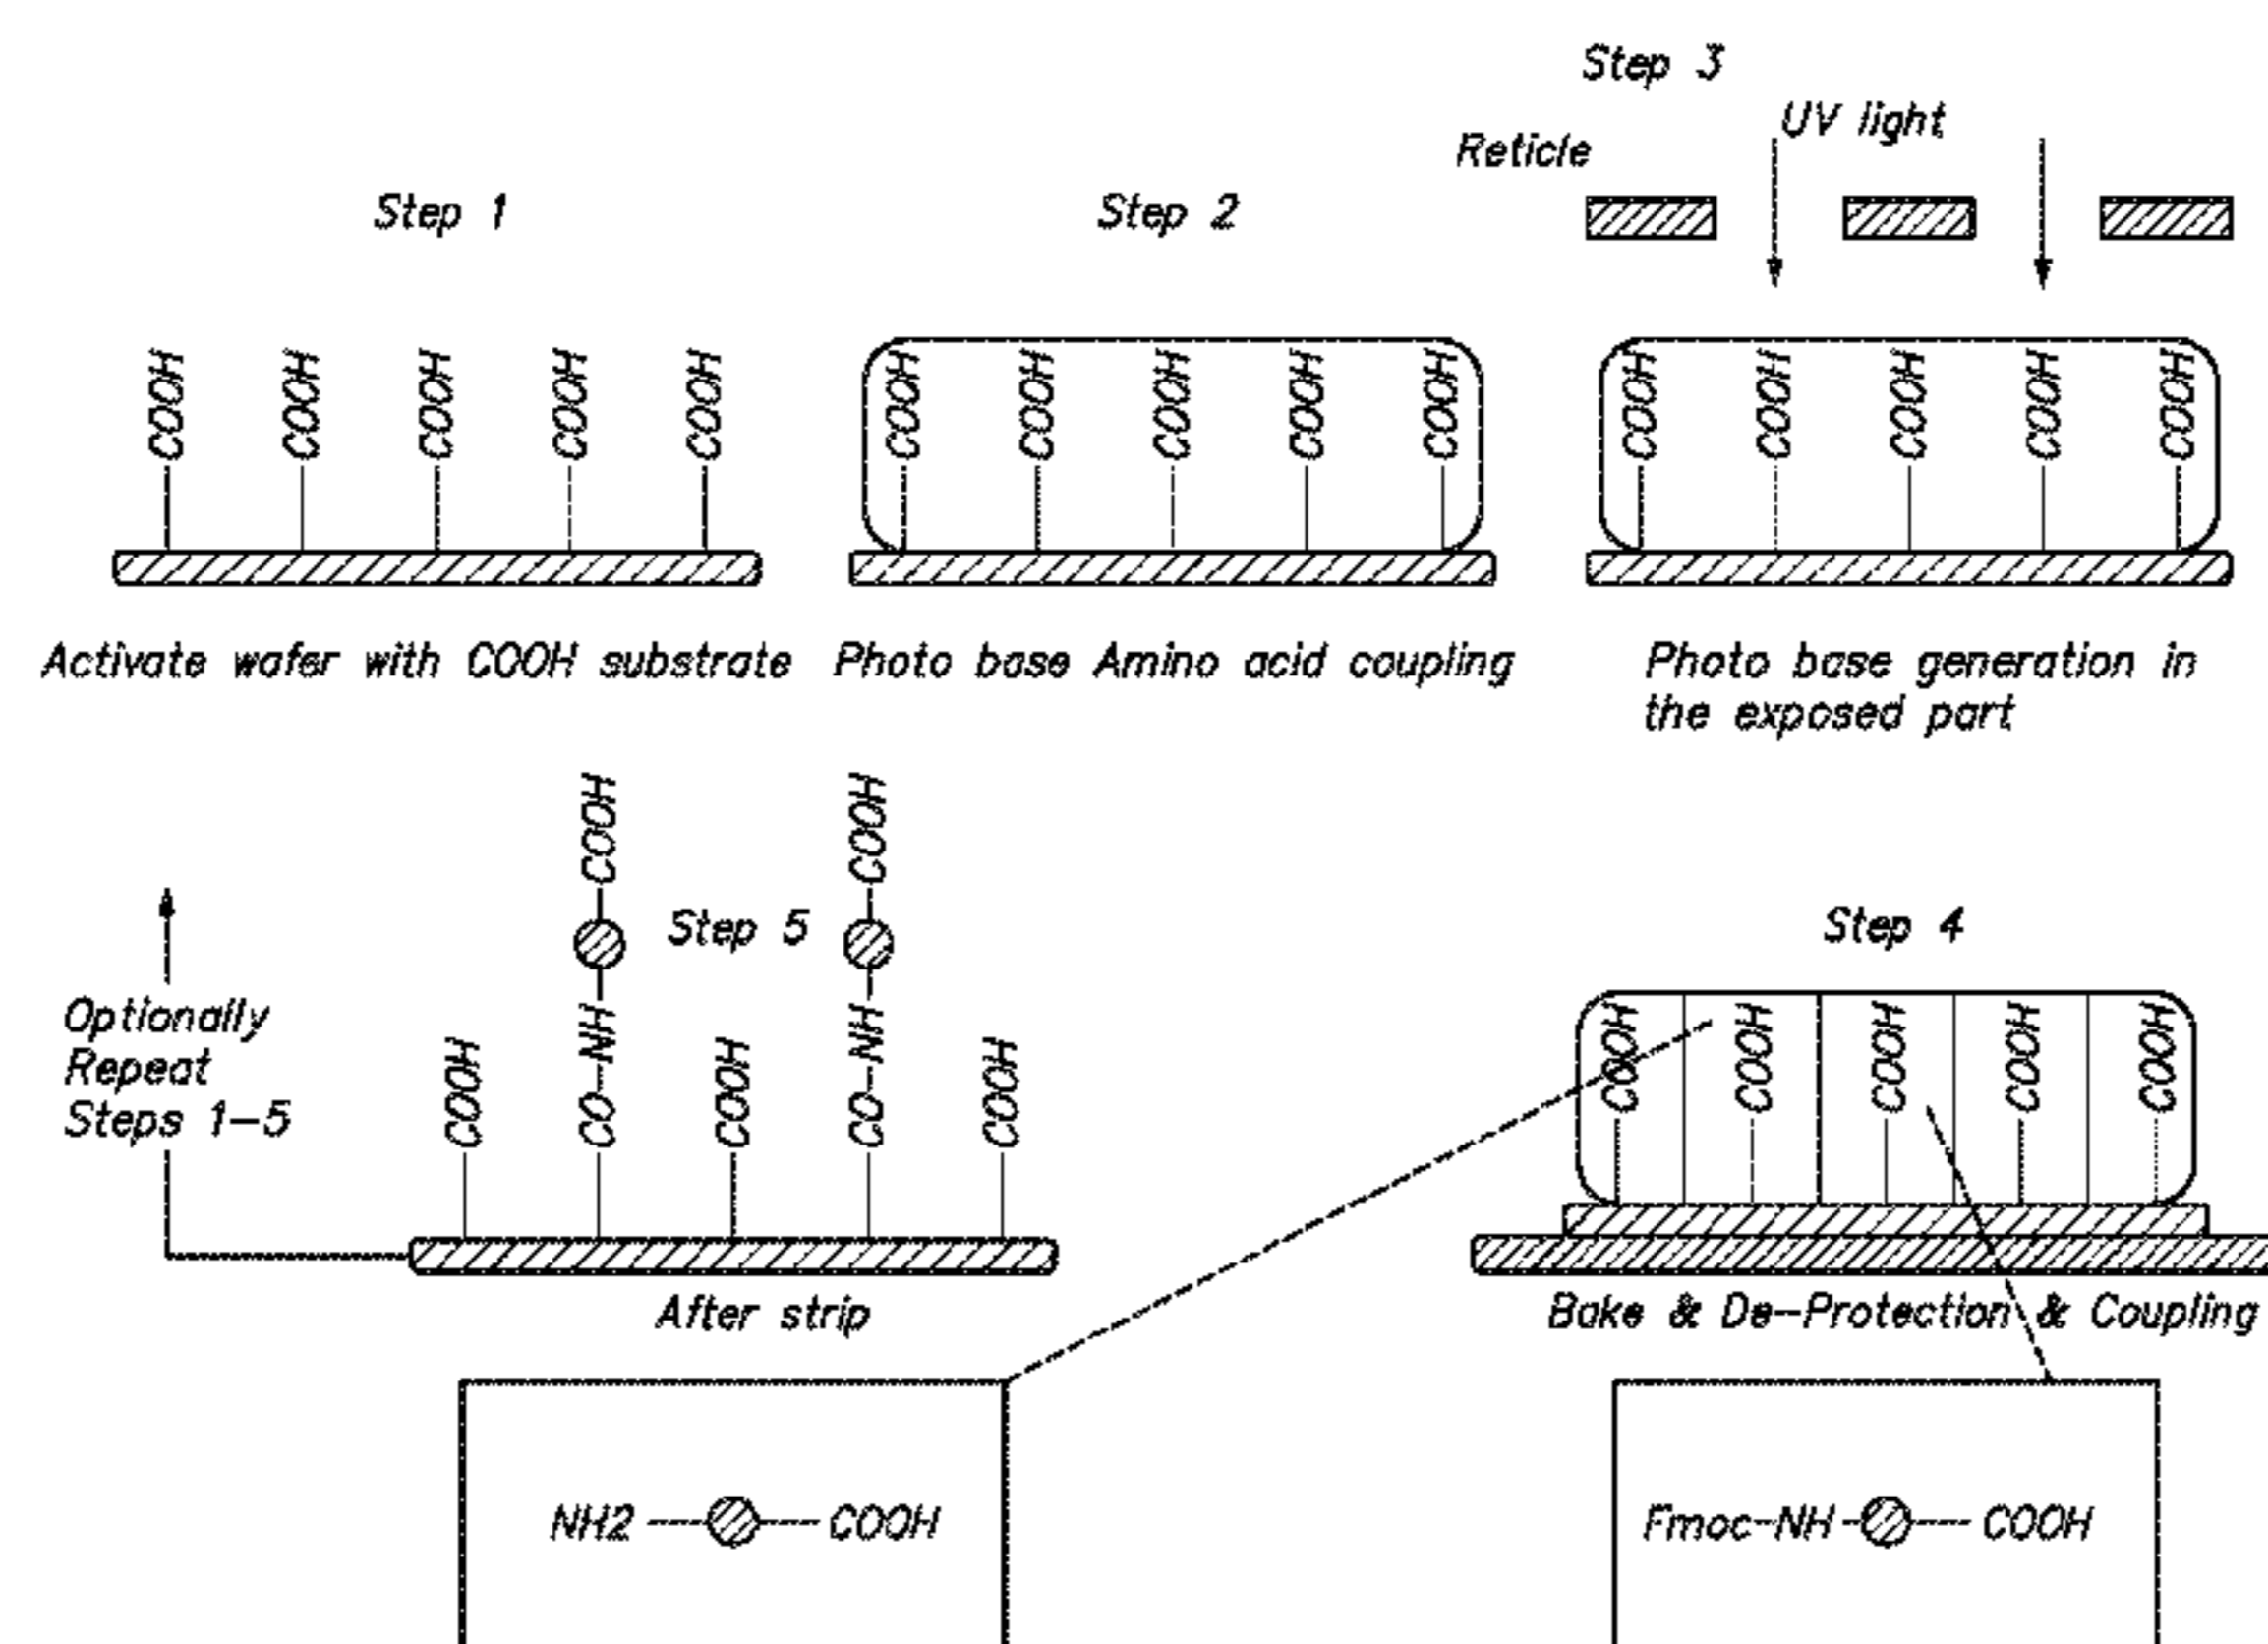 Step 1
COOH
COOH
COOH
COOH
COOH
Activate wafer with COOH substrate
Step 2
COOH
COOH
COOH
COOH
COOH
Photo base Amino acid coupling
Step 3
UV light
Reticle
COOH
COOH
COOH
COOH
COOH
Photo base generation in
the exposed part
Step 4
COOH
COOH
COOH
COOH
COOH
Bake & De-Protection & Coupling
Step 5
COOH
CO-NH COOH
COOH
CO-NH COOH
COOH
After strip
Optionally
Repeat
Steps 1-5
NH2 COOH
Fmoc-NH COOH